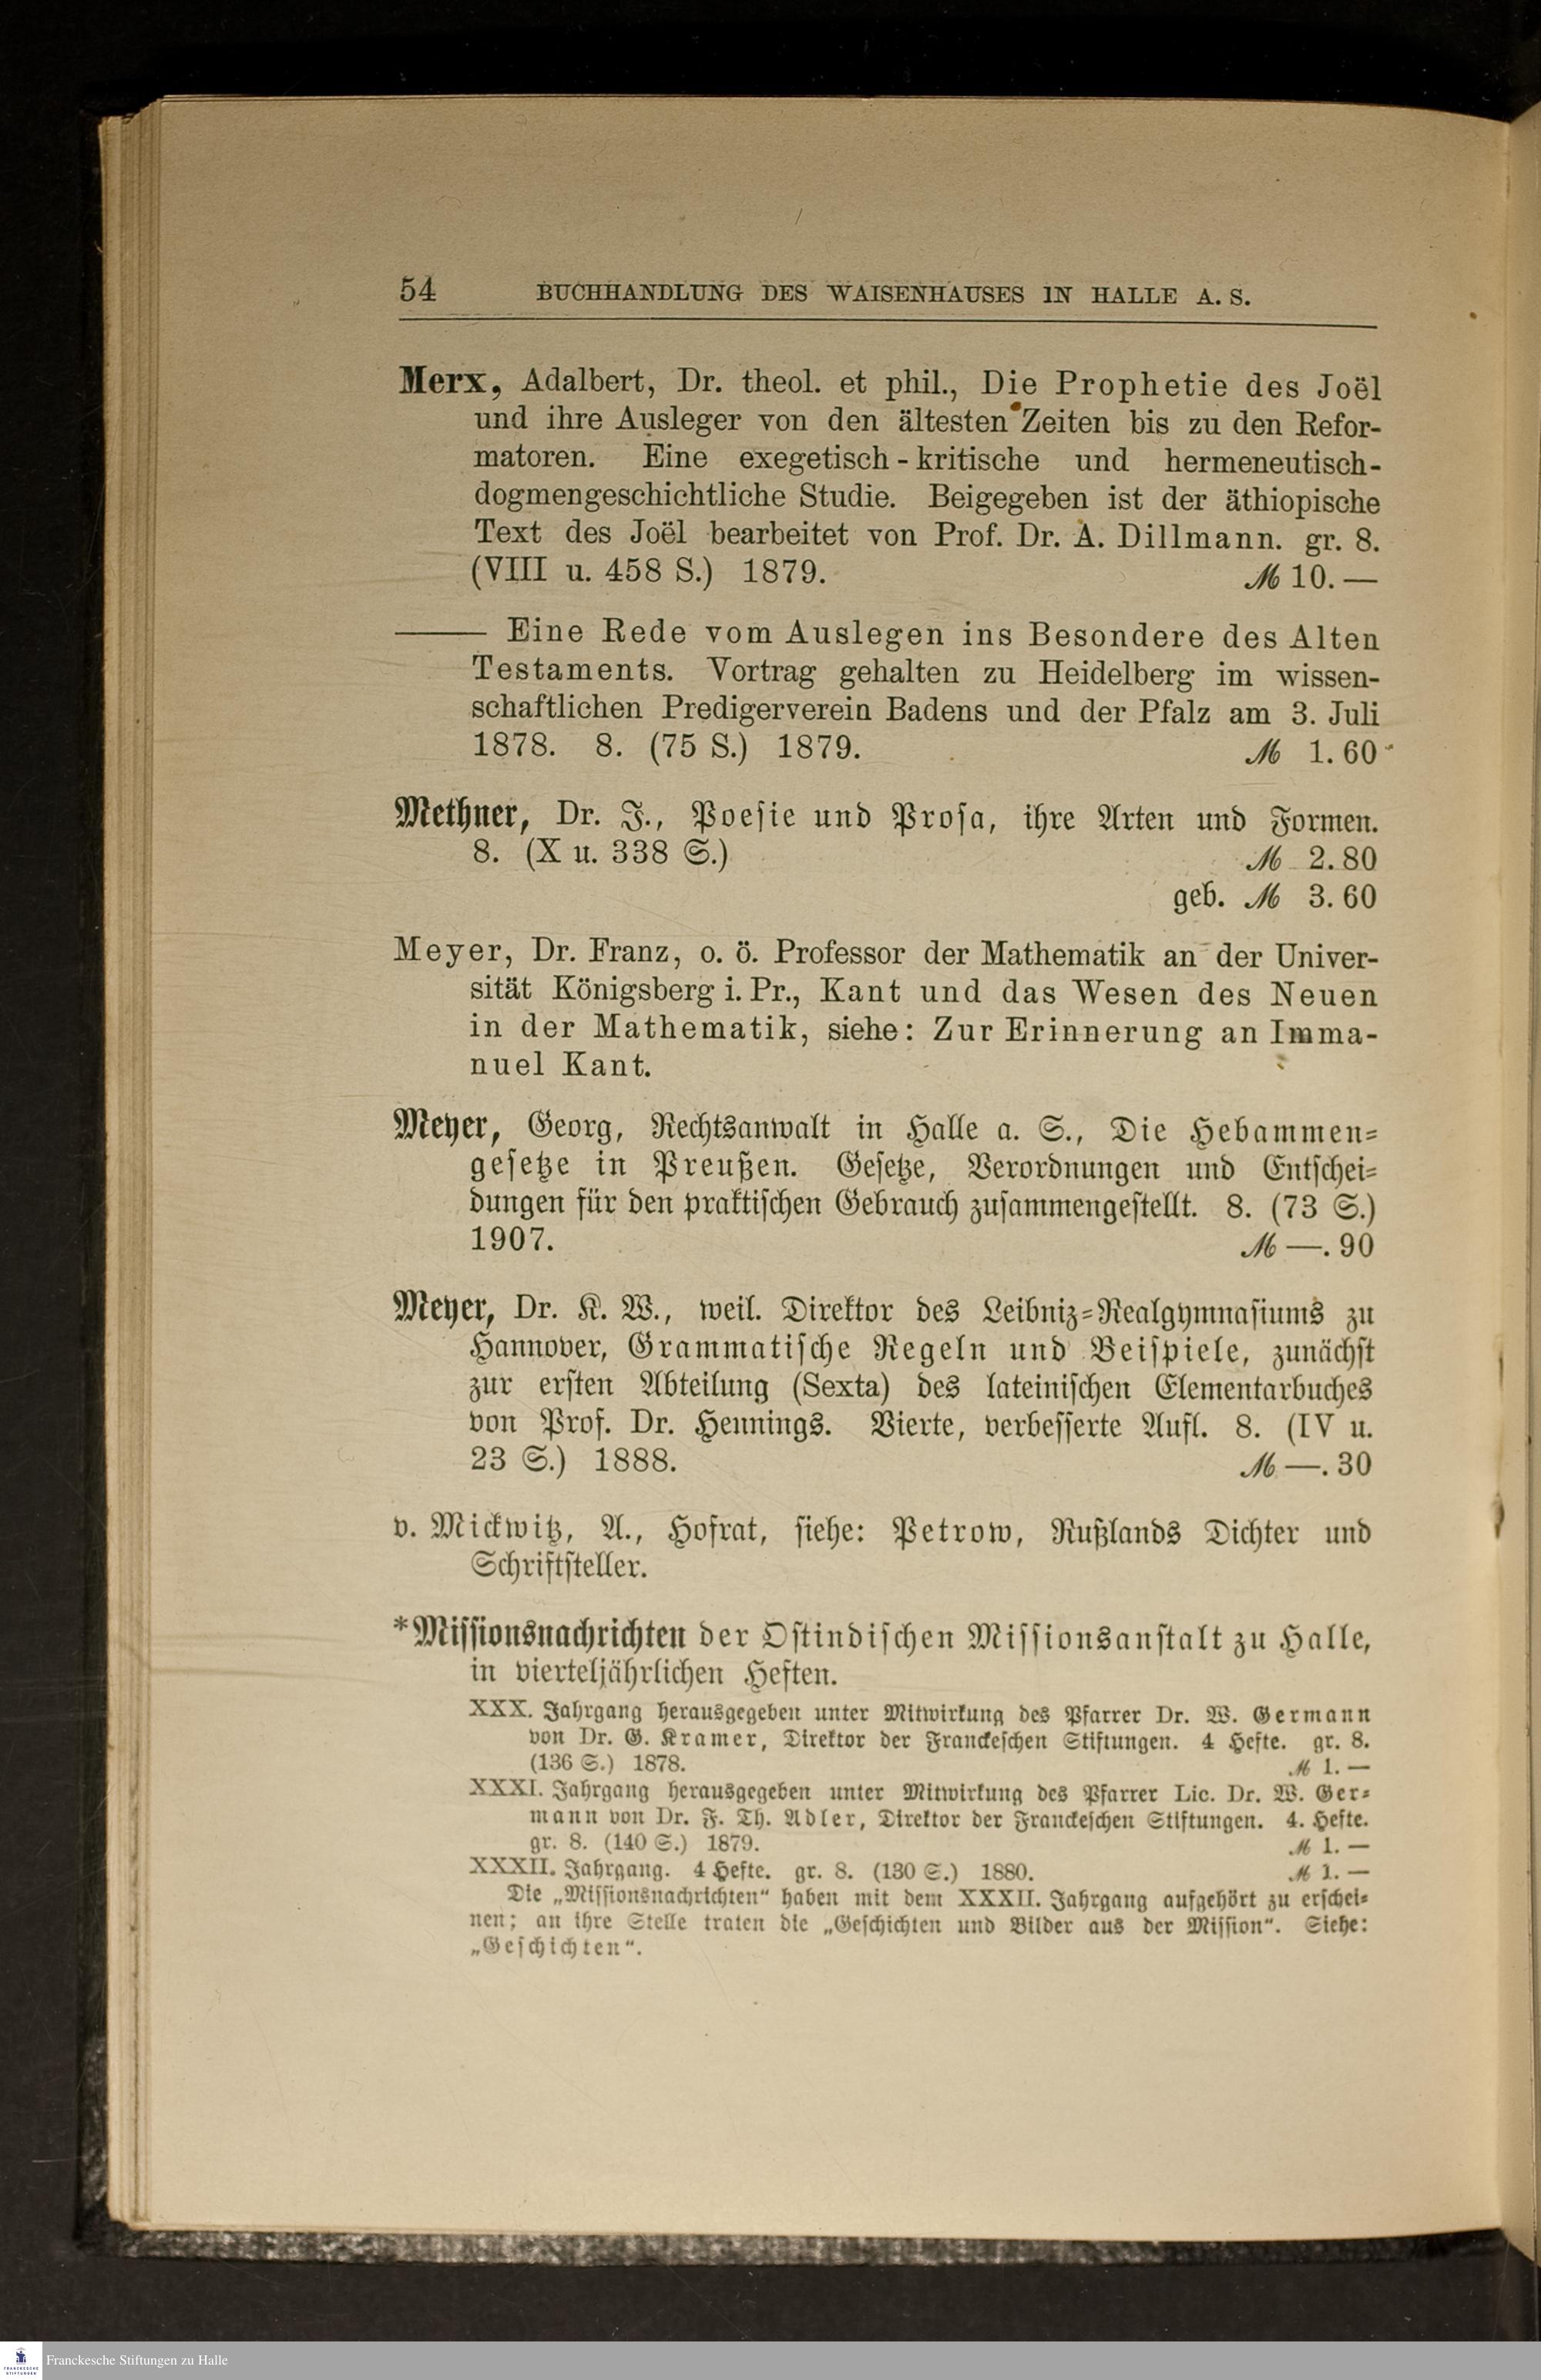 54 BUCHHANDLUNG DES WAISENHAUSES IN HALLE A. S.
Merx, Adalbert, Dr. theol. et phil., Die Prophetie des Joël
und ihre Ausleger von den ältesten Zeiten bis zu den Refor-
matoren. Eine exegetisch-kritische und hermeneutisch-
dogmengeschichtliche Studie. Beigegeben ist der äthiopische
Text des Joël bearbeitet von Prof. Dr. A. Dillmann. gr. 8.
(VIII u. 458 S.) 1879. ℳ 10.—
—— Eine Rede vom Auslegen ins Besondere des Alten
Testaments. Vortrag gehalten zu Heidelberg im wissen-
schaftlichen Predigerverein Badens und der Pfalz am 3. Juli
1878. 8. (75 S.) 1879. ℳ 1.60
Methner, Dr. J., Poesie und Prosa, ihre Arten und Formen.
8. (X u. 338 S.) ℳ 2.80
geb. ℳ 3.60
Meyer, Dr. Franz, o. ö. Professor der Mathematik an der Univer-
sität Königsberg i. Pr., Kant und das Wesen des Neuen
in der Mathematik, siehe: Zur Erinnerung an Imma-
nuel Kant.
Meyer, Georg, Rechtsanwalt in Halle a. S., Die Hebammen-
gesetze in Preußen. Gesetze, Verordnungen und Entschei-
dungen für den praktischen Gebrauch zusammengestellt. 8. (73 S.)
1907. ℳ —.90
Meyer, Dr. K. W., weil. Direktor des Leibniz-Realgymnasiums zu
Hannover, Grammatische Regeln und Beispiele, zunächst
zur ersten Abteilung (Sexta) des lateinischen Elementarbuches
von Prof. Dr. Hennings. Vierte, verbesserte Aufl. 8. (IV u.
23 S.) 1888. ℳ —.30
v. Mickwitz, A., Hofrat, siehe: Petrow, Rußlands Dichter und
Schriftsteller.
*Missionsnachrichten der Ostindischen Missionsanstalt zu Halle,
in vierteljährlichen Heften.
XXX. Jahrgang herausgegeben unter Mitwirkung des Pfarrer Dr. W. Germann
von Dr. G. Kramer, Direktor der Franckeschen Stiftungen. 4 Hefte. gr. 8.
(136 S.) 1878. ℳ 1.—
XXXI. Jahrgang herausgegeben unter Mitwirkung des Pfarrer Lic. Dr. W. Ger-
mann von Dr. F. Th. Adler, Direktor der Franckeschen Stiftungen. 4. Hefte.
gr. 8. (140 S.) 1879. ℳ 1.—
XXXII. Jahrgang. 4 Hefte. gr. 8. (130 S.) 1880. ℳ 1.—
Die „Missionsnachrichten“ haben mit dem XXXII. Jahrgang aufgehört zu erschei-
nen; an ihre Stelle traten die „Geschichten und Bilder aus der Mission“. Siehe:
„Geschichten“.
FRANCKESCHE
STIFTUNGEN
Franckesche Stiftungen zu Halle